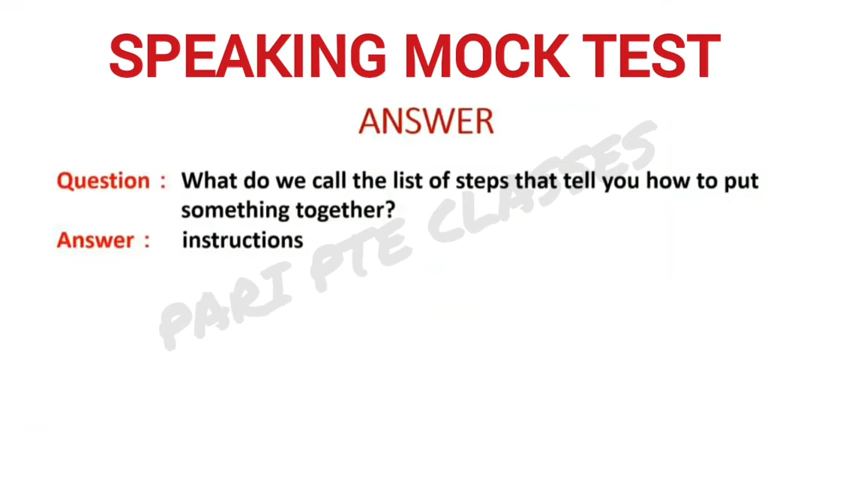 SPEAKING MOCK TEST
ANSWER
Question : What do we call the list of steps that tell you how to put
something together?
Answer : instructions
PARI PTE CLASSES